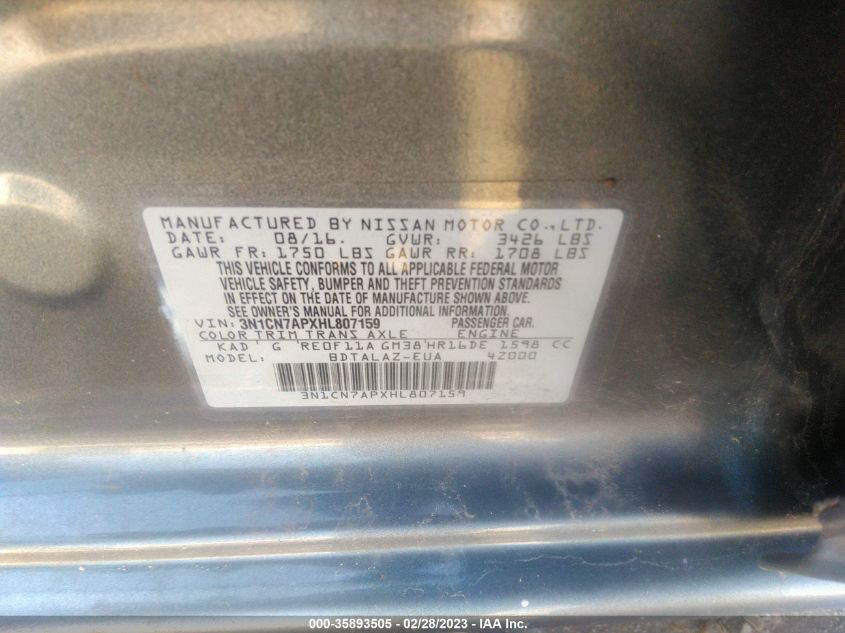 MANUFACTURED BY NISSAN MOTOR CO.,LTD.
DATE: 08/16. GVWR: 3426 LBS
GAWR FR: 1750 LBS GAWR RR: 1708 LBS
THIS VEHICLE CONFORMS TO ALL APPLICABLE FEDERAL MOTOR
VEHICLE SAFETY, BUMPER AND THEFT PREVENTION STANDARDS
IN EFFECT ON THE DATE OF MANUFACTURE SHOWN ABOVE.
SEE OWNER'S MANUAL FOR ADDITIONAL INFORMATION.
VIN: 3N1CN7APXHL807159 PASSENGER CAR.
COLOR TRIM TRANS AXLE ENGINE
KAD G RE0F11A GM38 HR16DE 1598 CC
MODEL: BDTALAZ-EUA 4Z000
3N1CN7APXHL807159
000-35893505 - 02/28/2023 - IAA Inc.